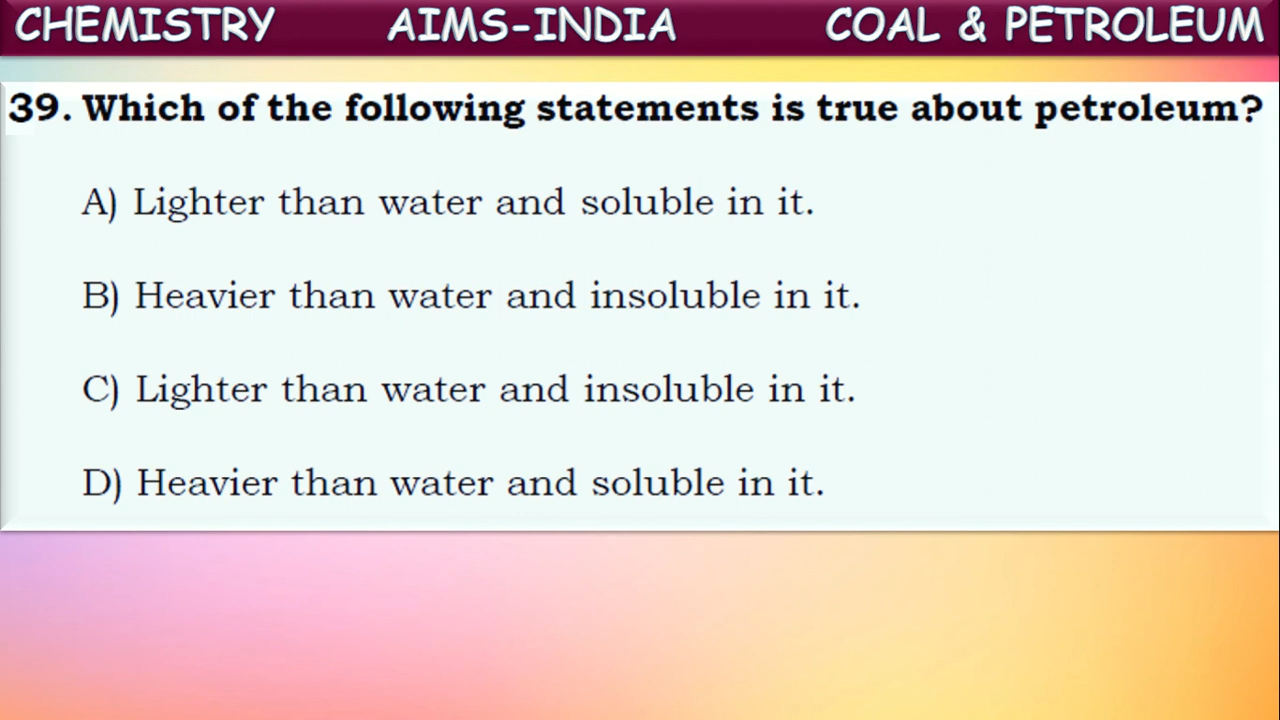 CHEMISTRY AIMS-INDIA COAL & PETROLEUM
39. Which of the following statements is true about petroleum?
A) Lighter than water and soluble in it.
B) Heavier than water and insoluble in it.
C) Lighter than water and insoluble in it.
D) Heavier than water and soluble in it.